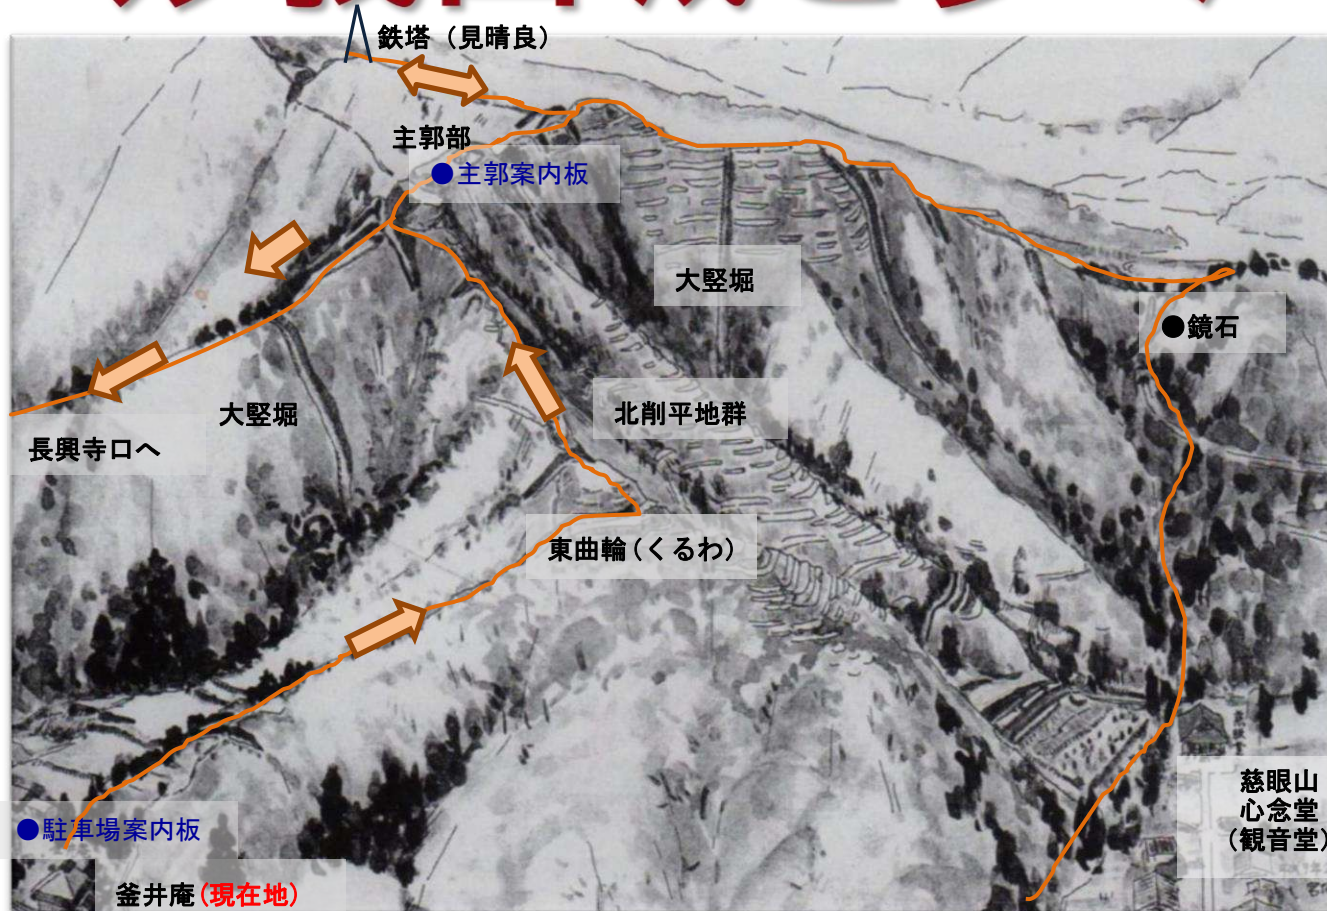 鉄塔(見晴良)
主郭部
●主郭案内板
大竪堀
●鏡石
大竪堀
北削平地群
長興寺口へ
東曲輪(くるわ)
慈眼山
心念堂
(観音堂)
●駐車場案内板
釜井庵(現在地)